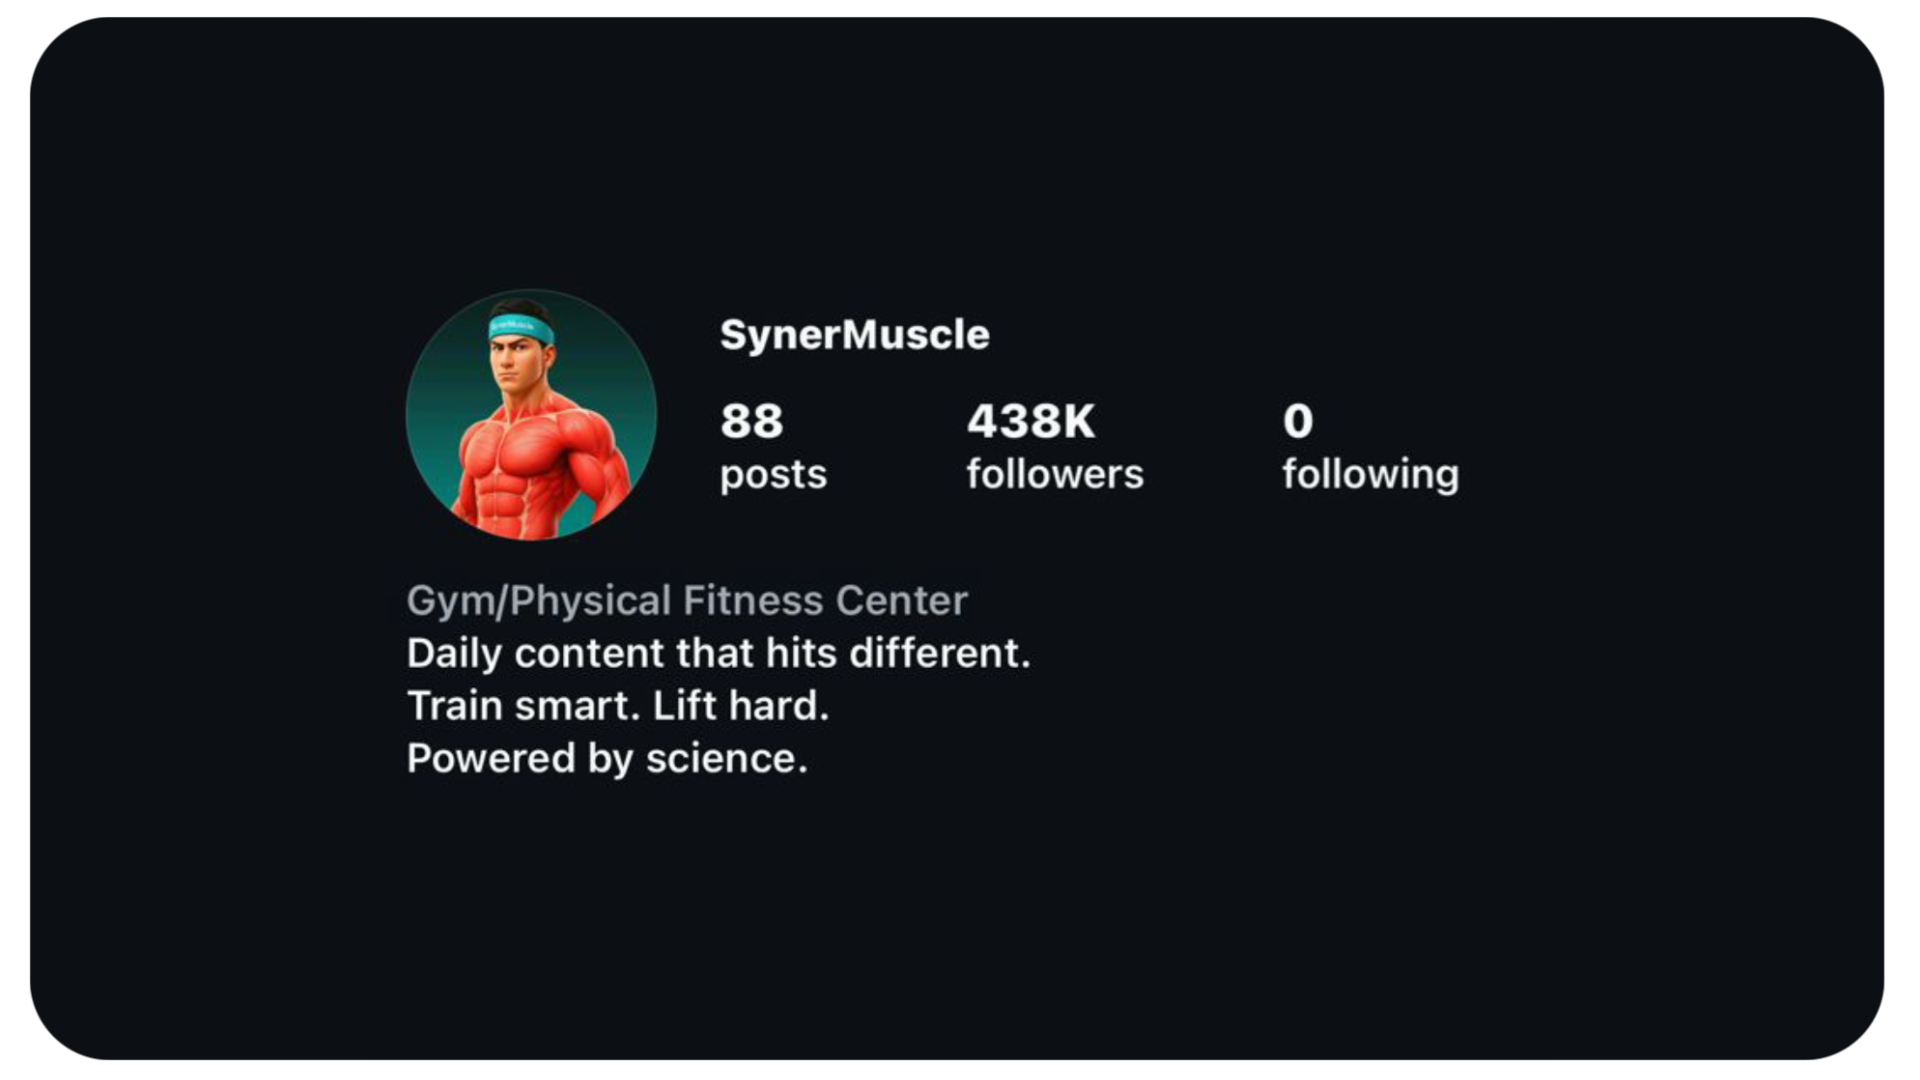 SynerMuscle
SynerMuscle
88 438K 0
posts followers following
Gym/Physical Fitness Center
Daily content that hits different.
Train smart. Lift hard.
Powered by science.